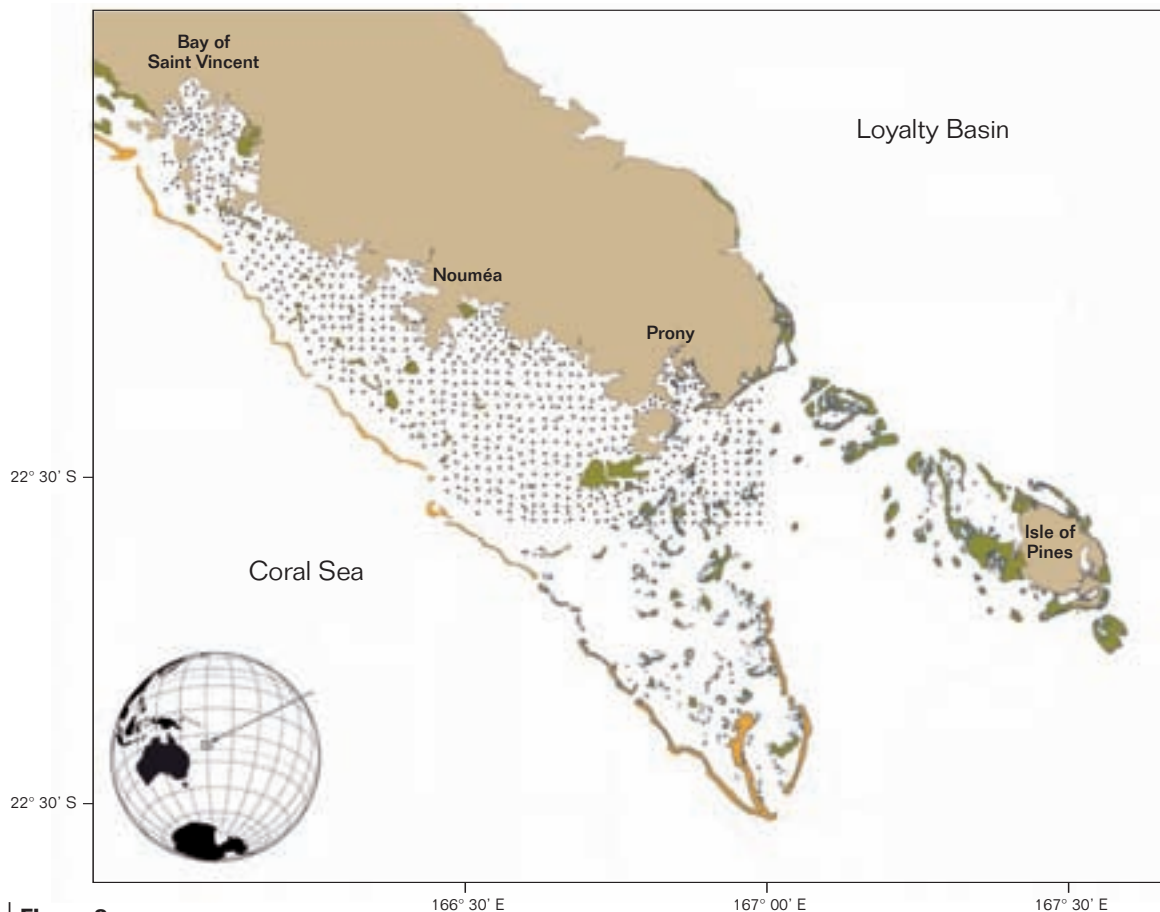 Bay of
Saint Vincent
Loyalty Basin
Nouméa
Prony
22° 30' S
Isle of
Pines
Coral Sea
22° 30' S
166° 30' E
167° 00' E
167° 30' E